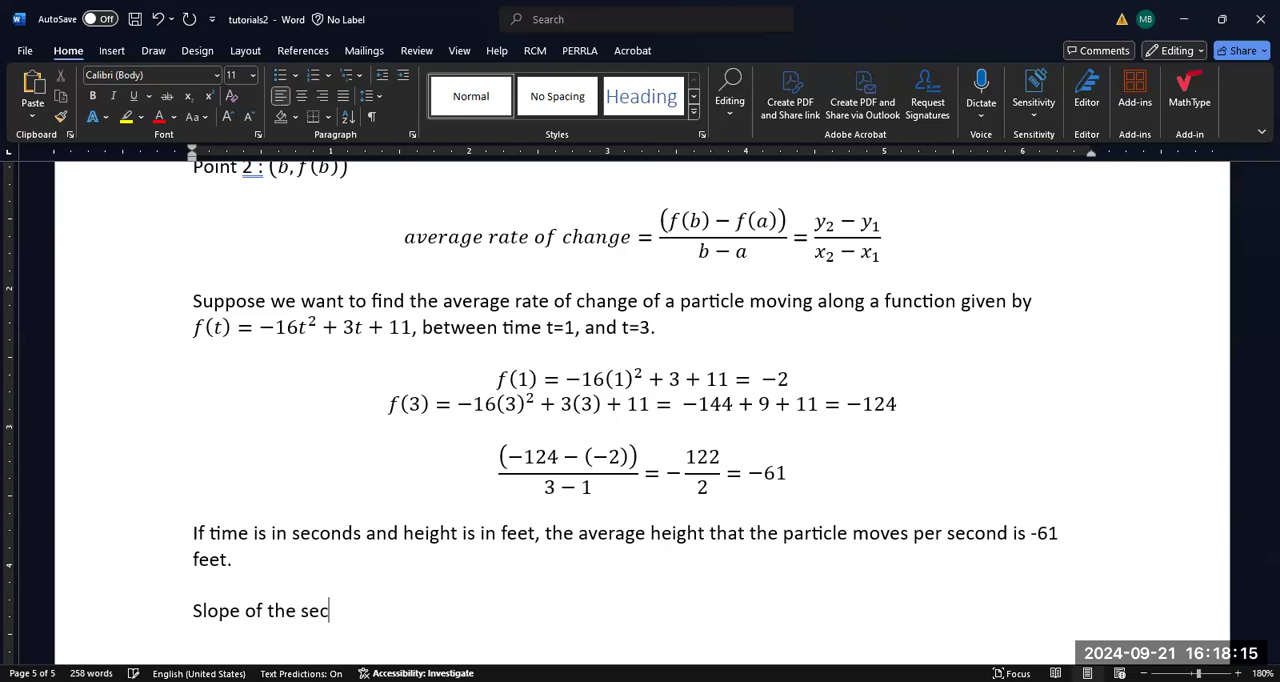 AutoSave Off tutorials2 - Word No Label Search MB
File Home Insert Draw Design Layout References Mailings Review View Help RCM PERRLA Acrobat Comments Editing Share
Calibri (Body) 11
Paste Normal No Spacing Heading Editing Create PDF and Share link Create PDF and Share via Outlook Request Signatures Dictate Sensitivity Editor Add-ins MathType
Clipboard Font Paragraph Styles Adobe Acrobat Voice Sensitivity Editor Add-ins Add-in
Point 2 : (b, f(b))
average rate of change = (f(b) − f(a)) / b − a = y₂ − y₁ / x₂ − x₁
Suppose we want to find the average rate of change of a particle moving along a function given by
f(t) = −16t² + 3t + 11, between time t=1, and t=3.
f(1) = −16(1)² + 3 + 11 = −2
f(3) = −16(3)² + 3(3) + 11 = −144 + 9 + 11 = −124
(−124 − (−2)) / 3 − 1 = − 122 / 2 = −61
If time is in seconds and height is in feet, the average height that the particle moves per second is -61
feet.
Slope of the sec
2024-09-21 16:18:15
Page 5 of 5 258 words English (United States) Text Predictions: On Accessibility: Investigate Focus 180%